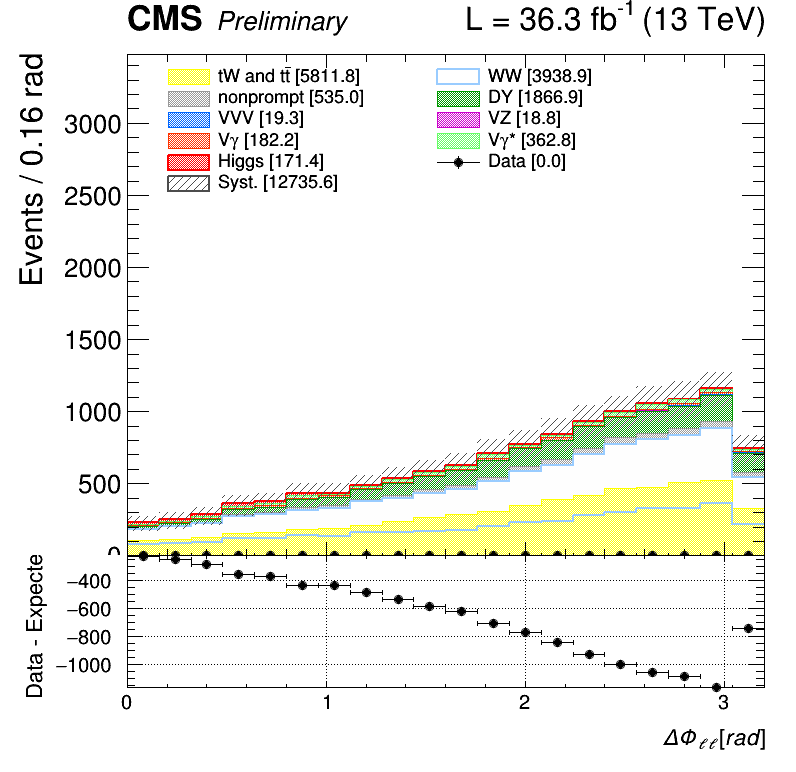 CMS Preliminary L = 36.3 fb⁻¹ (13 TeV)
Events / 0.16 rad
3000
2500
2000
1500
1000
500
0
tW and tt̄ [5811.8]
nonprompt [535.0]
VVV [19.3]
Vγ [182.2]
Higgs [171.4]
Syst. [12735.6]
WW [3938.9]
DY [1866.9]
VZ [18.8]
Vγ* [362.8]
Data [0.0]
Data - Expecte
−400
−600
−800
−1000
0 1 2 3
ΔΦℓℓ[rad]